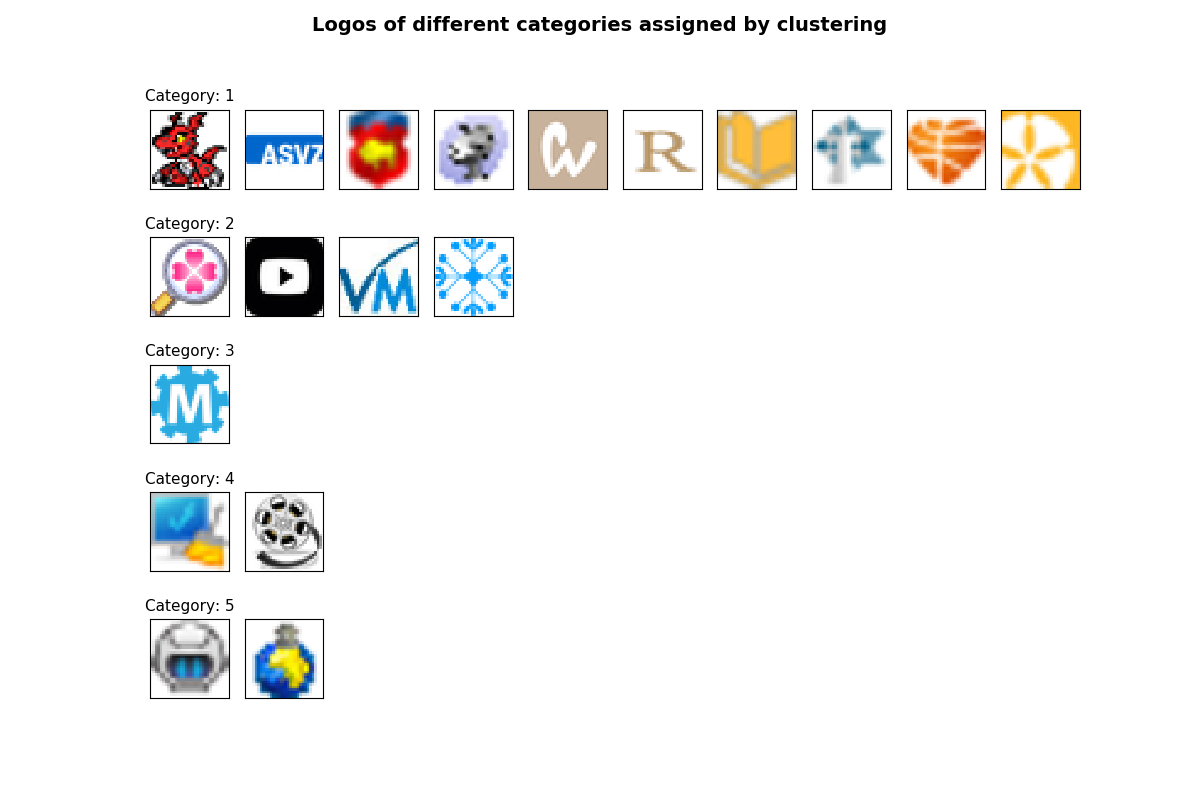 Logos of different categories assigned by clustering
Category: 1
ASVZ
W
R
Category: 2
VM
Category: 3
M
Category: 4
Category: 5